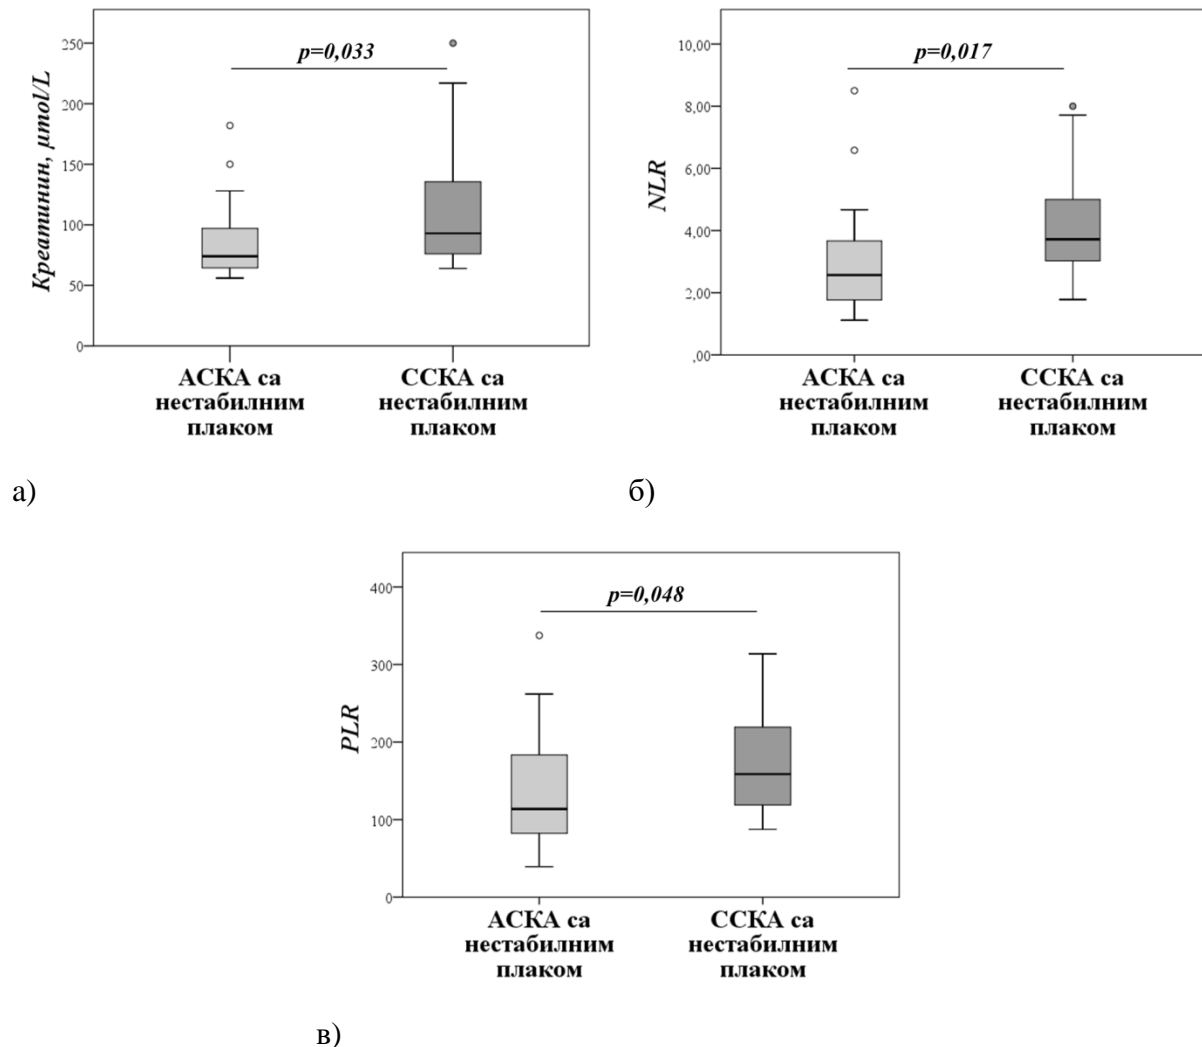 p=0,033
Креатинин, µmol/L
250
200
150
100
50
0
АСКА са
нестабилним
плаком
ССКА са
нестабилним
плаком
а)
p=0,017
NLR
10,00
8,00
6,00
4,00
2,00
,00
АСКА са
нестабилним
плаком
ССКА са
нестабилним
плаком
б)
p=0,048
PLR
400
300
200
100
0
АСКА са
нестабилним
плаком
ССКА са
нестабилним
плаком
в)